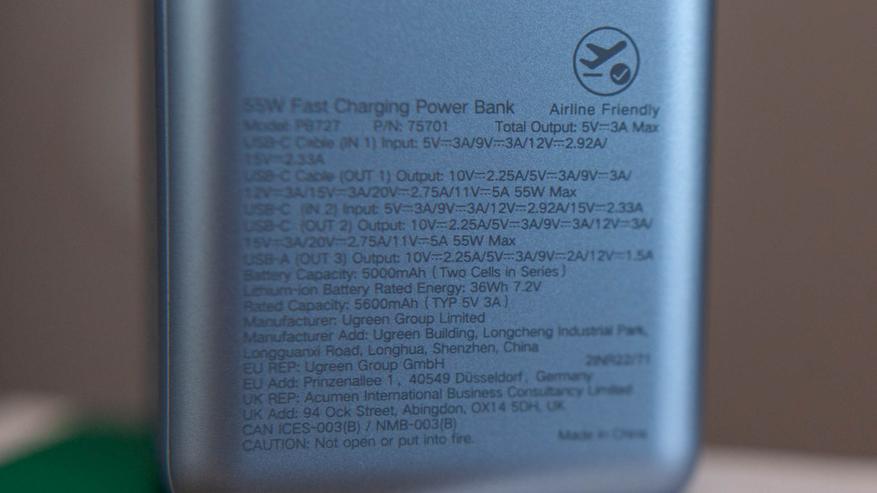 55W Fast Charging Power Bank
Airline Friendly
Model: PB727 P/N: 75701 Total Output: 5V⎓3A Max
USB-C Cable (IN 1) Input: 5V⎓3A/9V⎓3A/12V⎓2.92A/
15V⎓2.33A
USB-C Cable (OUT 1) Output: 10V⎓2.25A/5V⎓3A/9V⎓3A/
12V⎓3A/15V⎓3A/20V⎓2.75A/11V⎓5A 55W Max
USB-C (IN 2) Input: 5V⎓3A/9V⎓3A/12V⎓2.92A/15V⎓2.33A
USB-C (OUT 2) Output: 10V⎓2.25A/5V⎓3A/9V⎓3A/12V⎓3A/
15V⎓3A/20V⎓2.75A/11V⎓5A 55W Max
USB-A (OUT 3) Output: 10V⎓2.25A/5V⎓3A/9V⎓2A/12V⎓1.5A
Battery Capacity: 5000mAh (Two Cells in Series)
Lithium-ion Battery Rated Energy: 36Wh 7.2V
Rated Capacity: 5600mAh (TYP 5V 3A)
Manufacturer: Ugreen Group Limited
Manufacturer Add: Ugreen Building, Longcheng Industrial Park,
Longguanxi Road, Longhua, Shenzhen, China
EU REP: Ugreen Group GmbH 2INR22/71
EU Add: Prinzenallee 1, 40549 Düsseldorf, Germany
UK REP: Acumen International Business Consultancy Limited
UK Add: 94 Ock Street, Abingdon, OX14 5DH, UK
CAN ICES-003(B) / NMB-003(B)
CAUTION: Not open or put into fire. Made in China